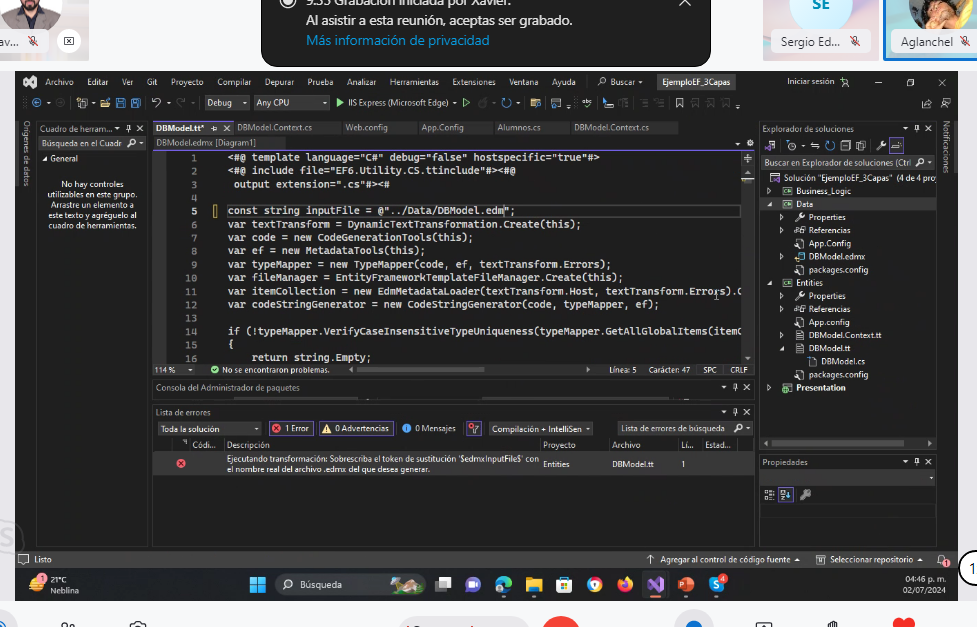 9:35 Grabación iniciada por Xavier.
Al asistir a esta reunión, aceptas ser grabado.
Más información de privacidad
SE
Sergio Ed...
Aglanchel
Archivo Editar Ver Git Proyecto Compilar Depurar Prueba Analizar Herramientas Extensiones Ventana Ayuda Buscar EjemploEF_3Capas Iniciar sesión
Debug Any CPU IIS Express (Microsoft Edge)
Orígenes de datos
Cuadro de herram...
Búsqueda en el Cuadr
General
No hay controles
utilizables en este grupo.
Arrastre un elemento a
este texto y agréguelo al
cuadro de herramientas.
DBModel.tt* DBModel.Context.cs Web.config App.Config Alumnos.cs DBModel.Context.cs
DBModel.edmx [Diagram1]
1 <#@ template language="C#" debug="false" hostspecific="true"#>
2 <#@ include file="EF6.Utility.CS.ttinclude"#><#@
3 output extension=".cs"#><#
4
5 const string inputFile = @"../Data/DBModel.edm";
6 var textTransform = DynamicTextTransformation.Create(this);
7 var code = new CodeGenerationTools(this);
8 var ef = new MetadataTools(this);
9 var typeMapper = new TypeMapper(code, ef, textTransform.Errors);
10 var fileManager = EntityFrameworkTemplateFileManager.Create(this);
11 var itemCollection = new EdmMetadataLoader(textTransform.Host, textTransform.Errors).C
12 var codeStringGenerator = new CodeStringGenerator(code, typeMapper, ef);
13
14 if (!typeMapper.VerifyCaseInsensitiveTypeUniqueness(typeMapper.GetAllGlobalItems(itemC
15 {
16 return string.Empty;
114 % No se encontraron problemas. Línea: 5 Carácter: 47 SPC CRLF
Consola del Administrador de paquetes
Lista de errores
Toda la solución 1 Error 0 Advertencias 0 Mensajes Compilación + IntelliSen Lista de errores de búsqueda
Códi... Descripción Proyecto Archivo Lí... Estad...
Ejecutando transformación: Sobrescriba el token de sustitución '$edmxInputFile$' con
el nombre real del archivo .edmx del que desea generar.
Entities DBModel.tt 1
Explorador de soluciones
Buscar en Explorador de soluciones (Ctrl
Solución "EjemploEF_3Capas" (4 de 4 pro
Business_Logic
Data
Properties
Referencias
App.Config
DBModel.edmx
packages.config
Entities
Properties
Referencias
App.config
DBModel.Context.tt
DBModel.tt
DBModel.cs
packages.config
Presentation
Notificaciones
Propiedades
Listo Agregar al control de código fuente Seleccionar repositorio
21°C
Neblina
Búsqueda
04:46 p. m.
02/07/2024